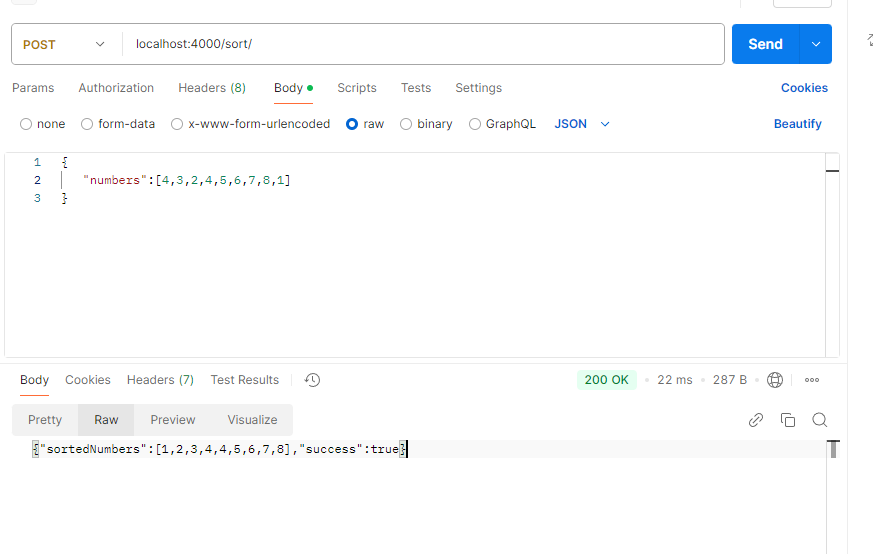 POST localhost:4000/sort/ Send
Params Authorization Headers (8) Body Scripts Tests Settings Cookies
none form-data x-www-form-urlencoded raw binary GraphQL JSON Beautify
1 {
2 "numbers":[4,3,2,4,5,6,7,8,1]
3 }
Body Cookies Headers (7) Test Results 200 OK 22 ms 287 B
Pretty Raw Preview Visualize
{"sortedNumbers":[1,2,3,4,4,5,6,7,8],"success":true}